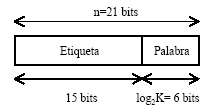 n=21 bits
Etiqueta Palabra
15 bits log₂K= 6 bits